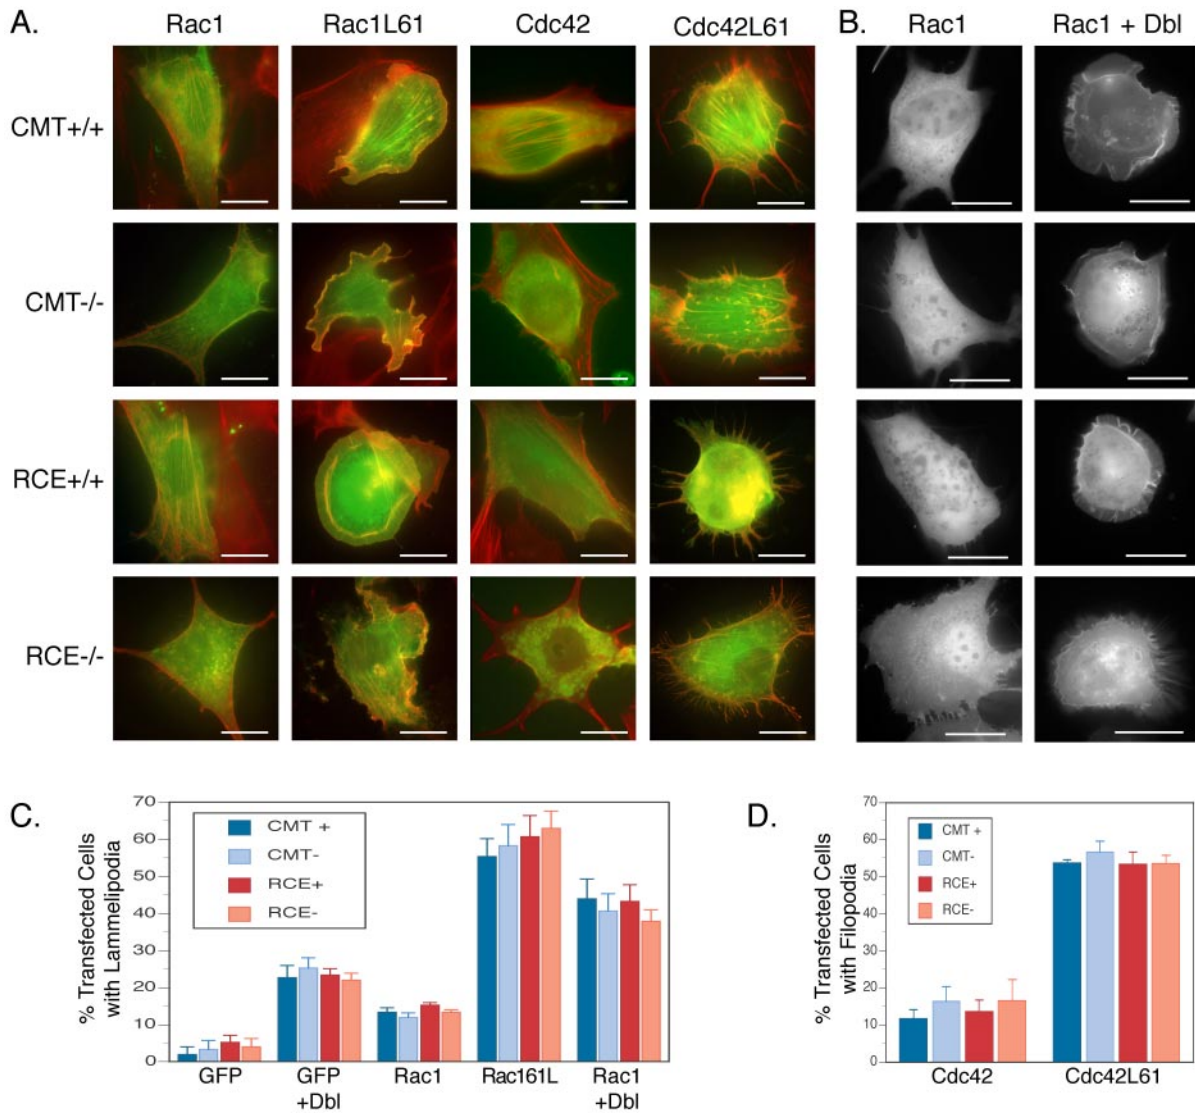 A.
Rac1
Rac1L61
Cdc42
Cdc42L61
B.
Rac1
Rac1 + Dbl
CMT+/+
CMT-/-
RCE+/+
RCE-/-
C.
% Transfected Cells
with Lammelipodia
70
60
50
40
30
20
10
0
CMT +
CMT-
RCE+
RCE-
GFP
GFP
+Dbl
Rac1
Rac161L
Rac1
+Dbl
D.
% Transfected Cells
with Filopodia
70
60
50
40
30
20
10
0
CMT +
CMT-
RCE+
RCE-
Cdc42
Cdc42L61